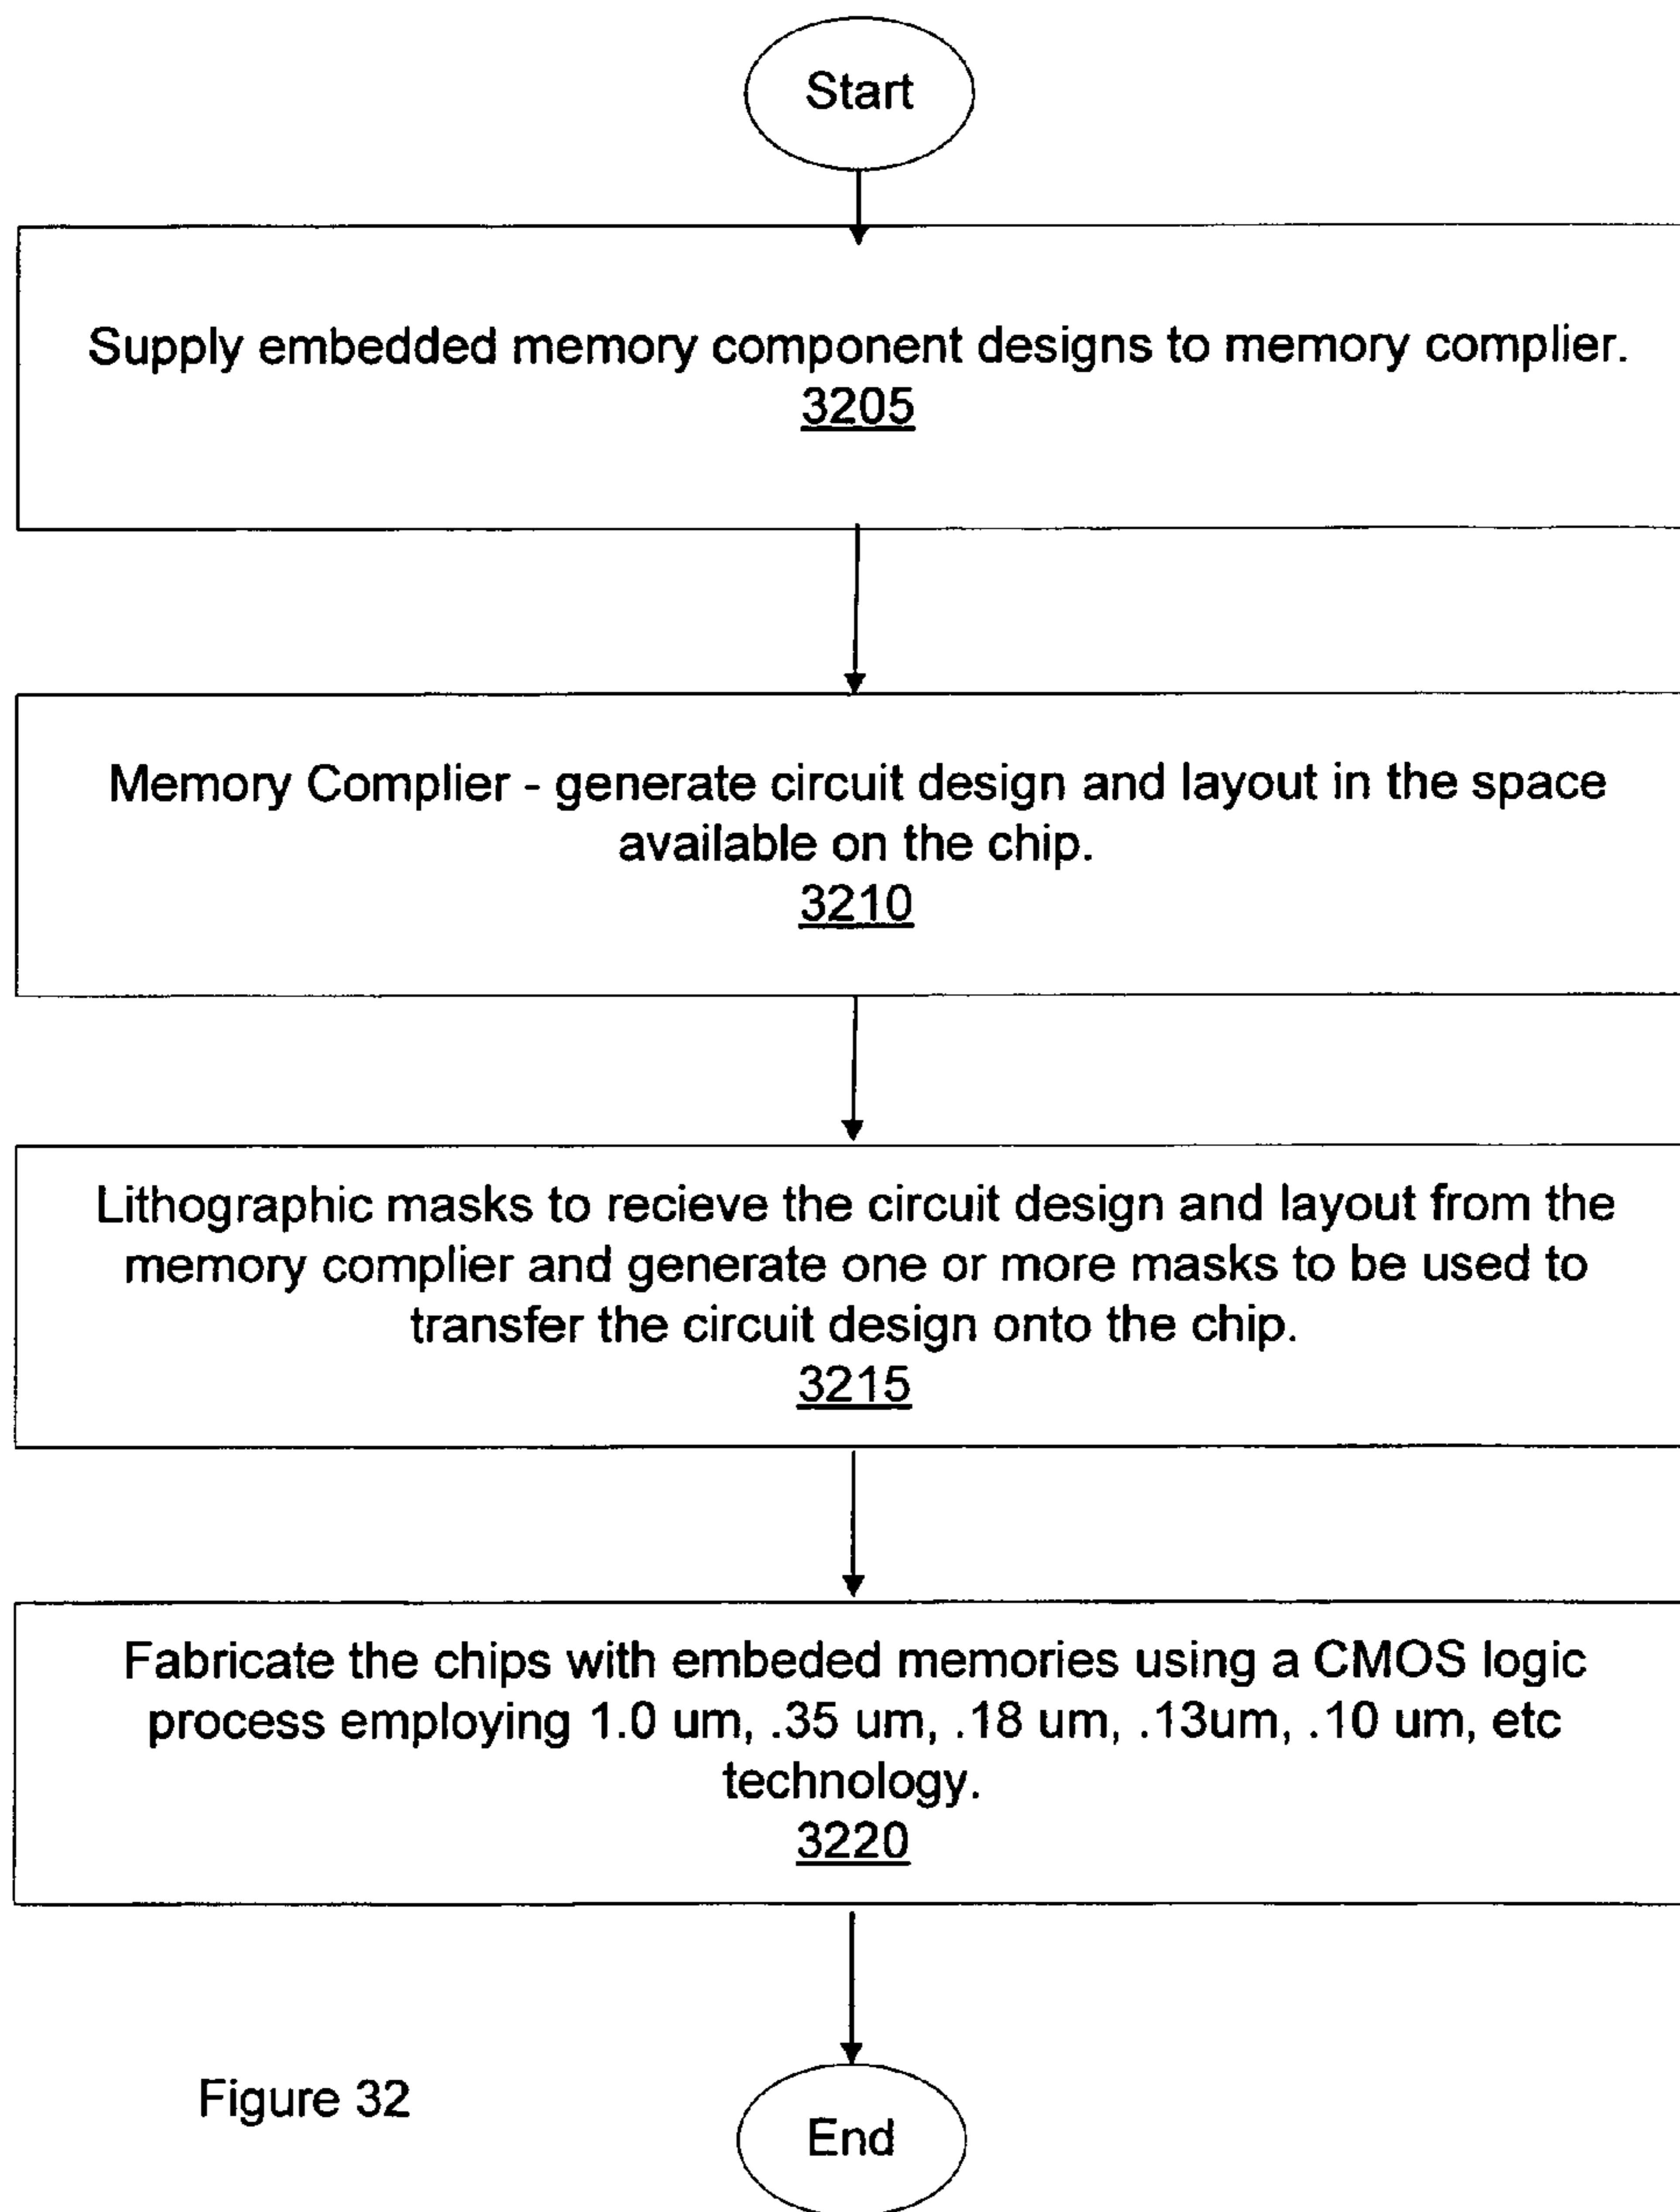 Start
Supply embedded memory component designs to memory complier.
3205
Memory Complier - generate circuit design and layout in the space
available on the chip.
3210
Lithographic masks to recieve the circuit design and layout from the
memory complier and generate one or more masks to be used to
transfer the circuit design onto the chip.
3215
Fabricate the chips with embeded memories using a CMOS logic
process employing 1.0 um, .35 um, .18 um, .13um, .10 um, etc
technology.
3220
Figure 32
End